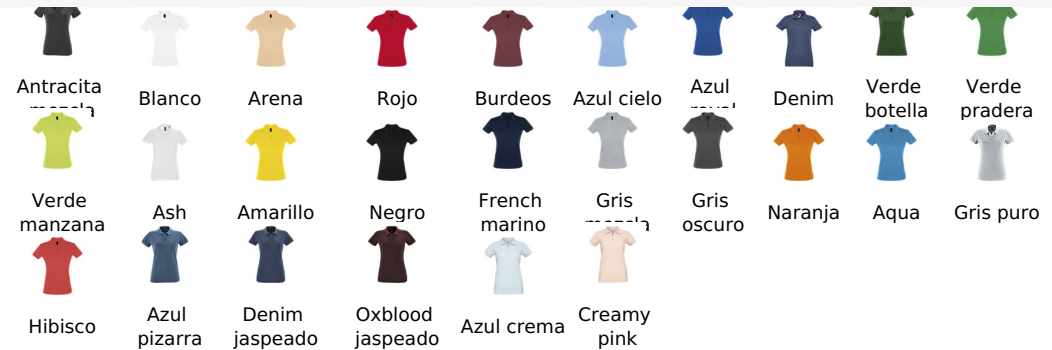 Antracita
Blanco
Arena
Rojo
Burdeos
Azul cielo
Azul
Denim
Verde
botella
Verde
pradera
Verde
manzana
Ash
Amarillo
Negro
French
marino
Gris
Gris
oscuro
Naranja
Aqua
Gris puro
Hibisco
Azul
pizarra
Denim
jaspeado
Oxblood
jaspeado
Azul crema
Creamy
pink